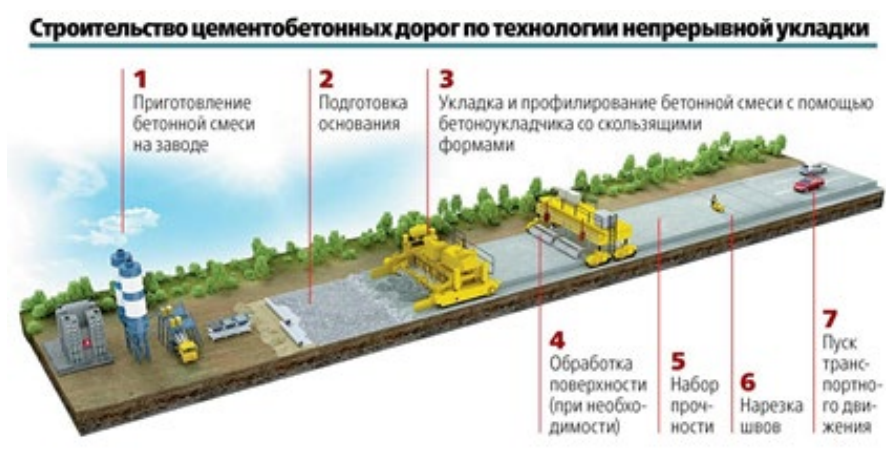 Строительство цементобетонных дорог по технологии непрерывной укладки
1
Приготовление
бетонной смеси
на заводе
2
Подготовка
основания
3
Укладка и профилирование бетонной смеси с помощью
бетоноукладчика со скользящими
формами
4
Обработка
поверхности
(при необхо-
димости)
5
Набор
проч-
ности
6
Нарезка
швов
7
Пуск
транс-
портно-
го дви-
жения